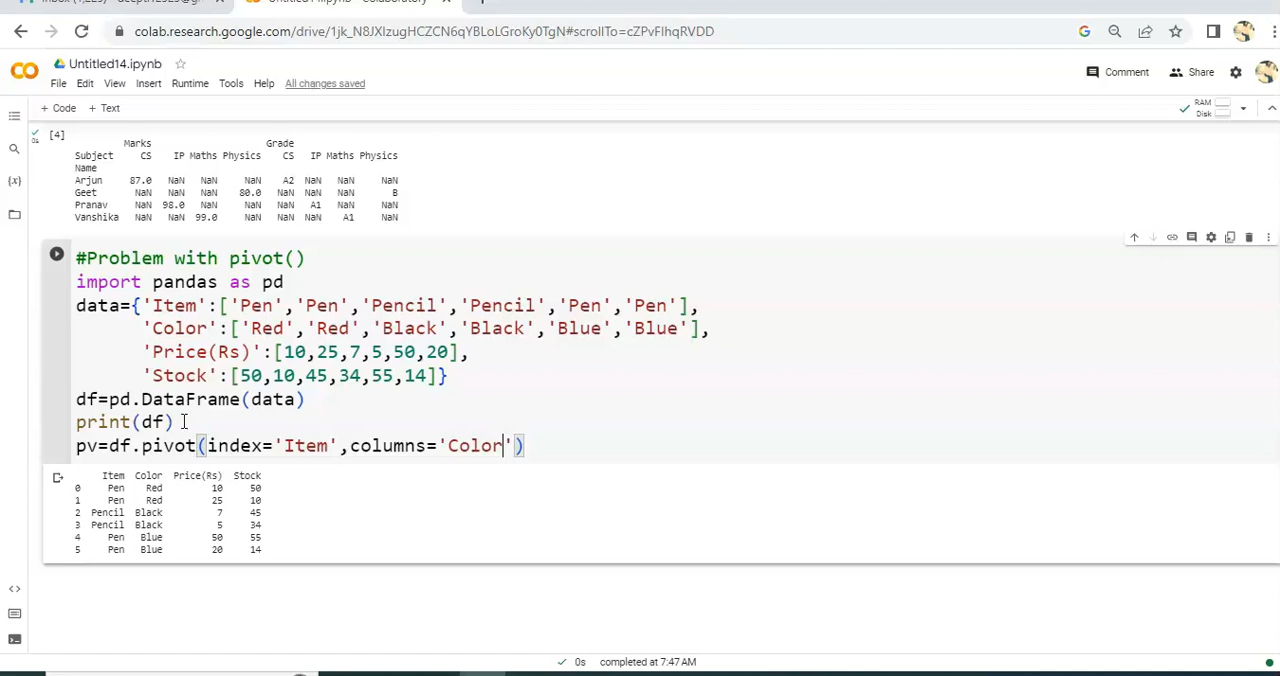 colab.research.google.com/drive/1jk_N8JXlzugHCZCN6qYBLoLGroKy0TgN#scrollTo=cZPvFIhqRVDD
Untitled14.ipynb
File Edit View Insert Runtime Tools Help All changes saved
Comment Share
+ Code + Text
RAM
Disk
[4]
0s
Marks Grade
Subject CS IP Maths Physics CS IP Maths Physics
Name
Arjun 87.0 NaN NaN NaN A2 NaN NaN NaN
Geet NaN NaN NaN 80.0 NaN NaN NaN B
Pranav NaN 98.0 NaN NaN NaN A1 NaN NaN
Vanshika NaN NaN 99.0 NaN NaN NaN A1 NaN
#Problem with pivot()
import pandas as pd
data={'Item':['Pen','Pen','Pencil','Pencil','Pen','Pen'],
'Color':['Red','Red','Black','Black','Blue','Blue'],
'Price(Rs)':[10,25,7,5,50,20],
'Stock':[50,10,45,34,55,14]}
df=pd.DataFrame(data)
print(df)
pv=df.pivot(index='Item',columns='Color')
Item Color Price(Rs) Stock
0 Pen Red 10 50
1 Pen Red 25 10
2 Pencil Black 7 45
3 Pencil Black 5 34
4 Pen Blue 50 55
5 Pen Blue 20 14
0s completed at 7:47 AM